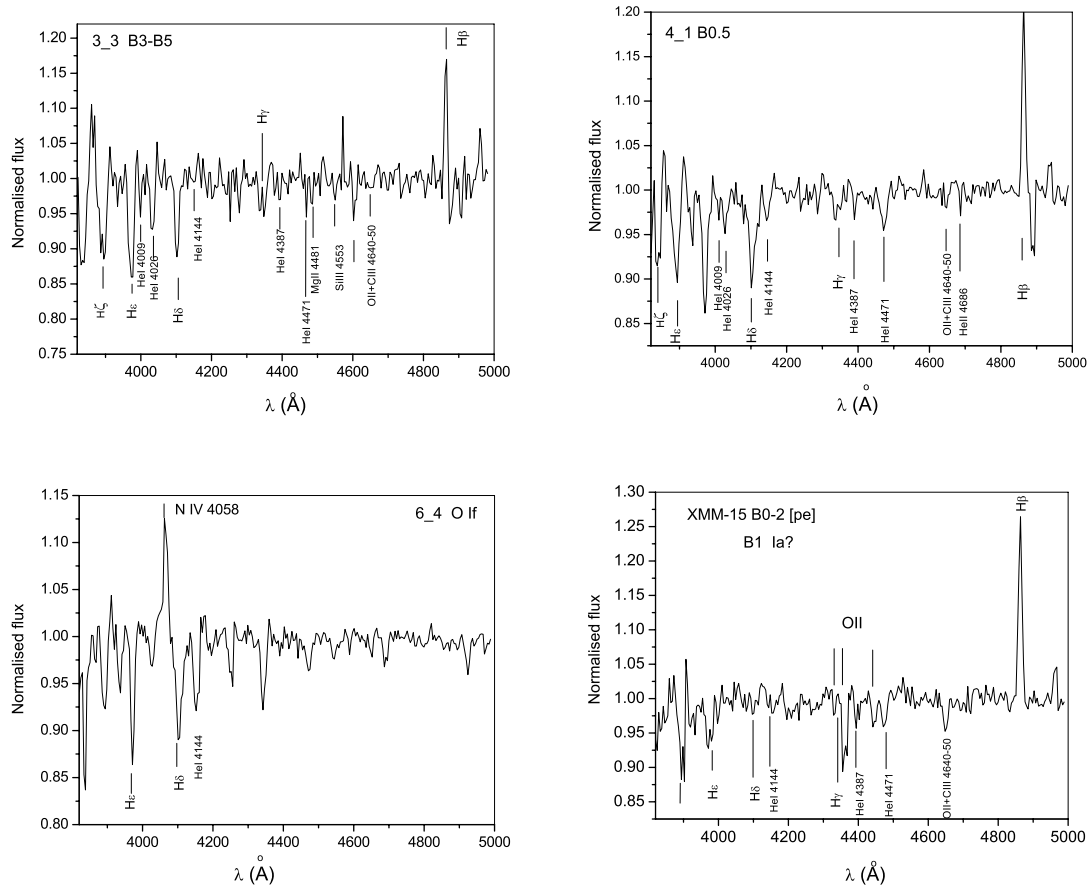 3_3 B3-B5
Hβ
Hγ
1.20
1.15
1.10
1.05
1.00
0.95
0.90
0.85
0.80
0.75
Normalised flux
Hζ
Hε
HeI 4009
HeI 4026
Hδ
HeI 4144
HeI 4387
HeI 4471
MgII 4481
SiIII 4553
OII+CIII 4640-50
4000 4200 4400 4600 4800 5000
λ (Å)
4_1 B0.5
1.20
1.15
1.10
1.05
1.00
0.95
0.90
0.85
Normalised flux
Hζ
Hε
HeI 4009
HeI 4026
Hδ
HeI 4144
Hγ
HeI 4387
HeI 4471
OII+CIII 4640-50
HeII 4686
Hβ
4000 4200 4400 4600 4800 5000
λ (Å)
N IV 4058
6_4 O If
1.15
1.10
1.05
1.00
0.95
0.90
0.85
0.80
Normalised flux
Hε
Hδ
HeI 4144
4000 4200 4400 4600 4800 5000
λ (Å)
XMM-15 B0-2 [pe]
B1 Ia?
Hβ
OII
1.30
1.25
1.20
1.15
1.10
1.05
1.00
0.95
0.90
0.85
Normalised flux
Hε
Hδ
HeI 4144
Hγ
HeI 4387
HeI 4471
OII+CIII 4640-50
4000 4200 4400 4600 4800 5000
λ (Å)